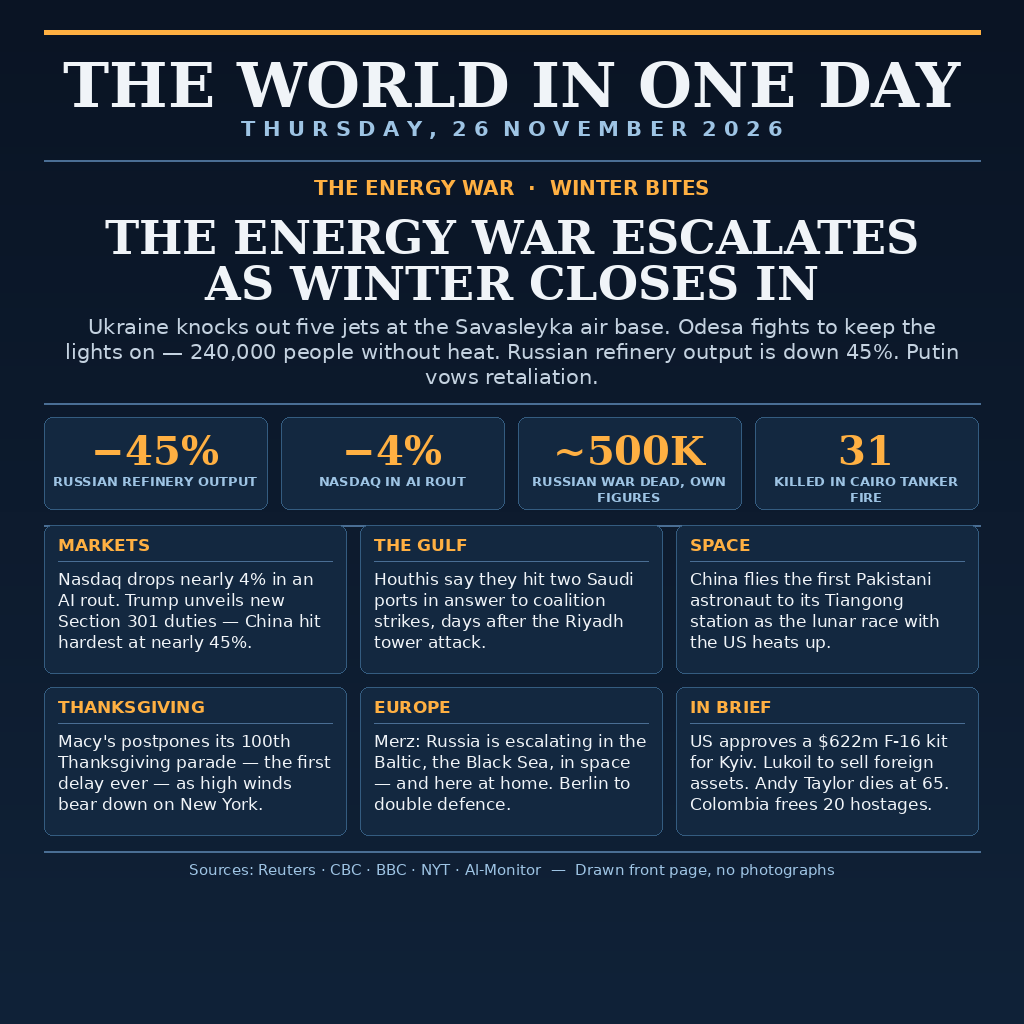 THE WORLD IN ONE DAY
THURSDAY, 26 NOVEMBER 2026
THE ENERGY WAR · WINTER BITES
THE ENERGY WAR ESCALATES
AS WINTER CLOSES IN
Ukraine knocks out five jets at the Savasleyka air base. Odesa fights to keep the
lights on — 240,000 people without heat. Russian refinery output is down 45%. Putin
vows retaliation.
−45%
RUSSIAN REFINERY OUTPUT
−4%
NASDAQ IN AI ROUT
~500K
RUSSIAN WAR DEAD, OWN
FIGURES
31
KILLED IN CAIRO TANKER
FIRE
MARKETS
Nasdaq drops nearly 4% in an
AI rout. Trump unveils new
Section 301 duties — China hit
hardest at nearly 45%.
THE GULF
Houthis say they hit two Saudi
ports in answer to coalition
strikes, days after the Riyadh
tower attack.
SPACE
China flies the first Pakistani
astronaut to its Tiangong
station as the lunar race with
the US heats up.
THANKSGIVING
Macy's postpones its 100th
Thanksgiving parade — the first
delay ever — as high winds
bear down on New York.
EUROPE
Merz: Russia is escalating in the
Baltic, the Black Sea, in space
— and here at home. Berlin to
double defence.
IN BRIEF
US approves a $622m F-16 kit
for Kyiv. Lukoil to sell foreign
assets. Andy Taylor dies at 65.
Colombia frees 20 hostages.
Sources: Reuters · CBC · BBC · NYT · Al-Monitor — Drawn front page, no photographs